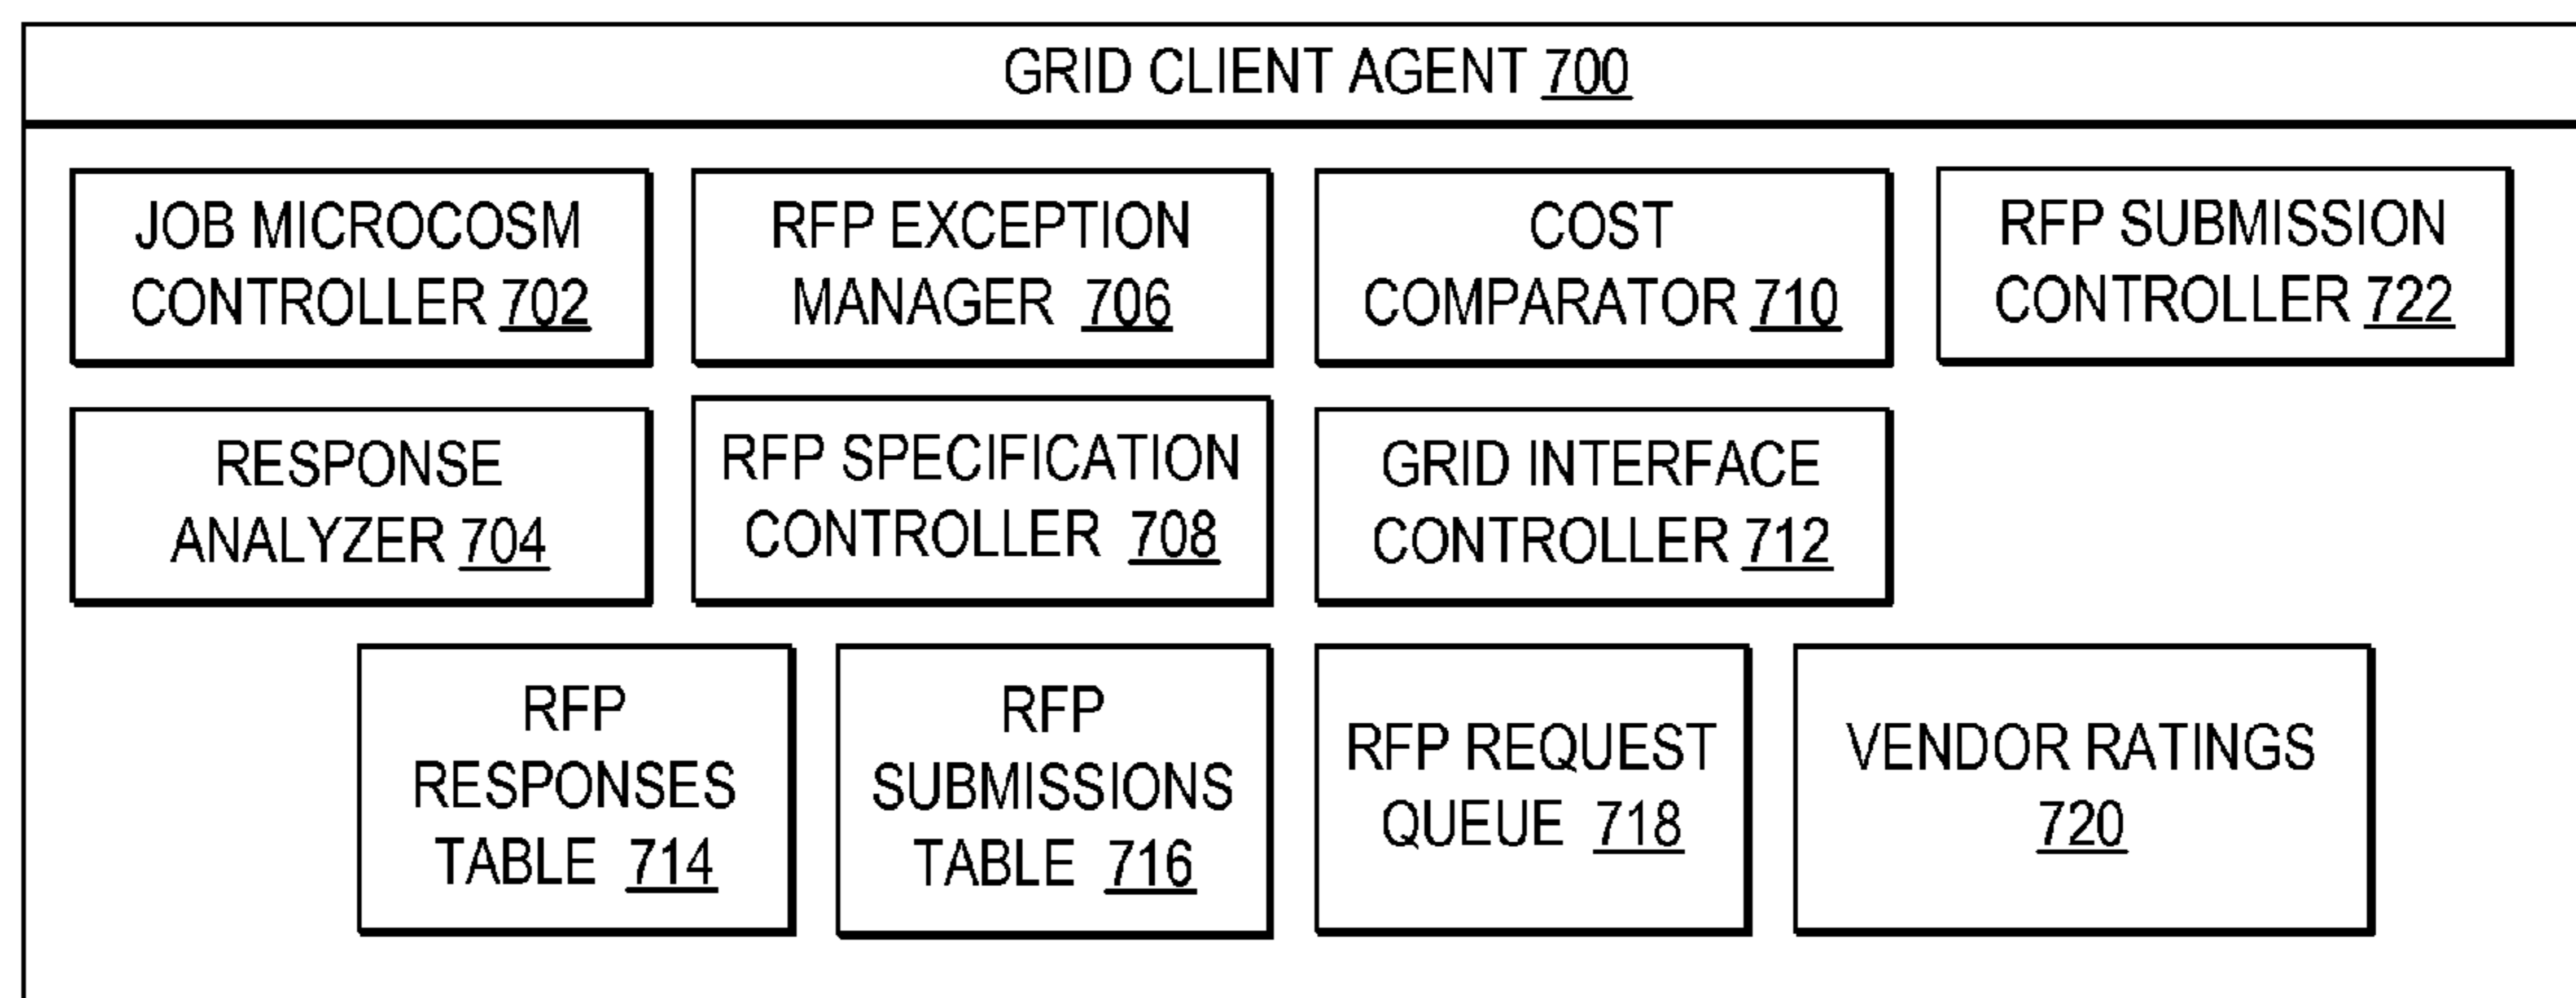 GRID CLIENT AGENT 700
JOB MICROCOSM
CONTROLLER 702
RFP EXCEPTION
MANAGER 706
COST
COMPARATOR 710
RFP SUBMISSION
CONTROLLER 722
RESPONSE
ANALYZER 704
RFP SPECIFICATION
CONTROLLER 708
GRID INTERFACE
CONTROLLER 712
RFP
RESPONSES
TABLE 714
RFP
SUBMISSIONS
TABLE 716
RFP REQUEST
QUEUE 718
VENDOR RATINGS
720